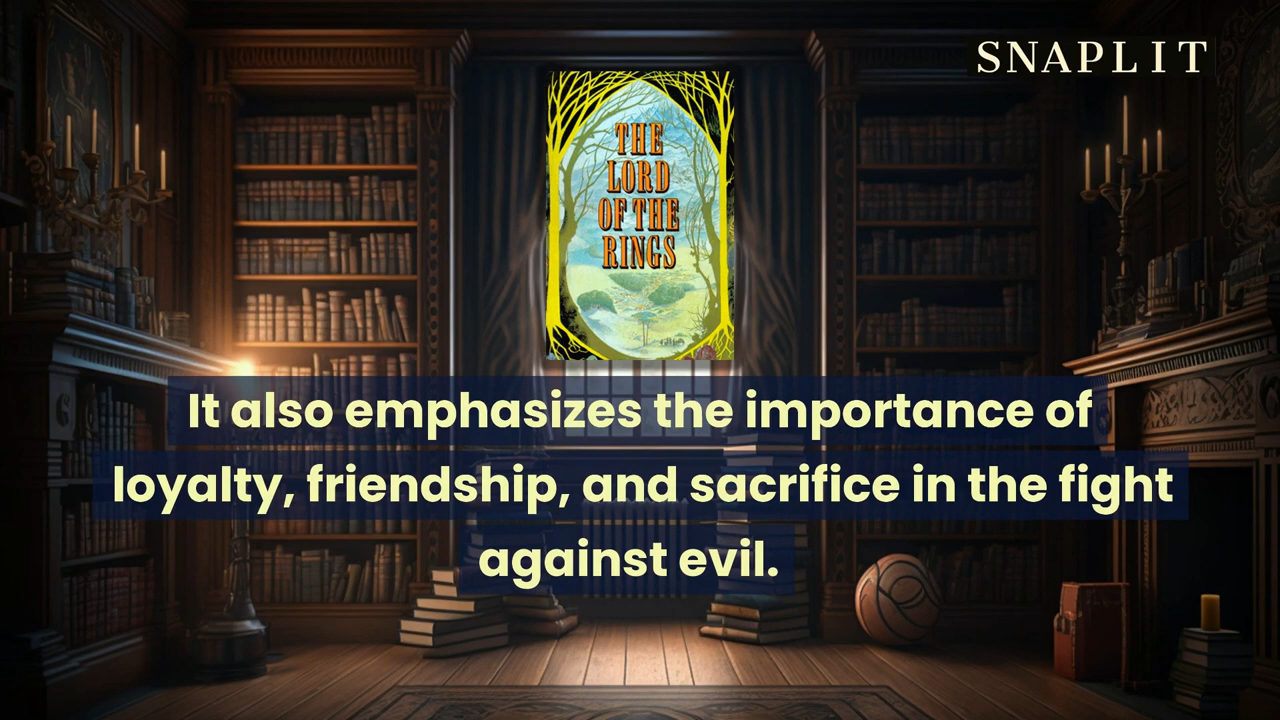 SNAPLIT
THE
LORD
OF THE
RINGS
It also emphasizes the importance of
loyalty, friendship, and sacrifice in the fight
against evil.